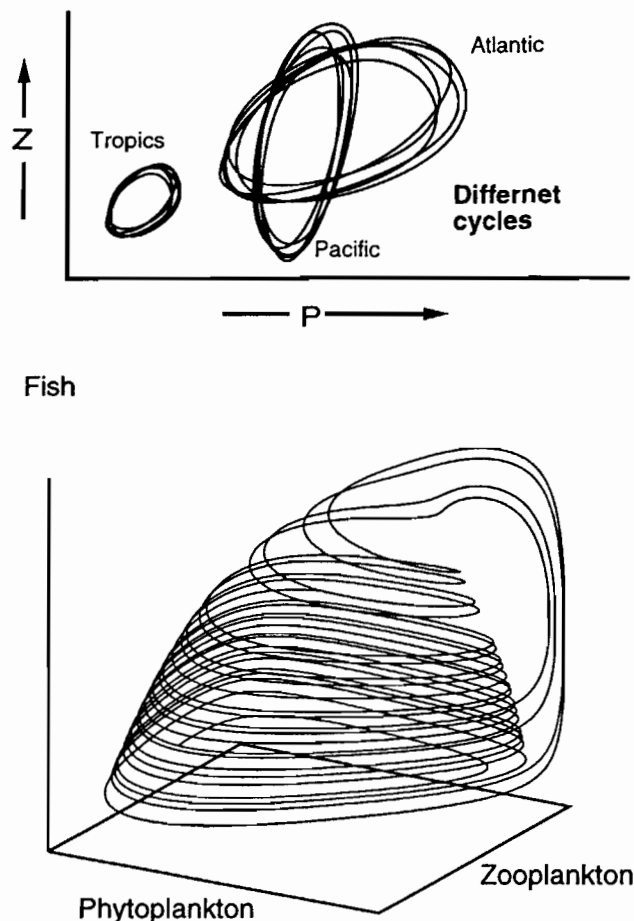 Atlantic
Z
Tropics
Differnet
cycles
Pacific
P
Fish
Zooplankton
Phytoplankton